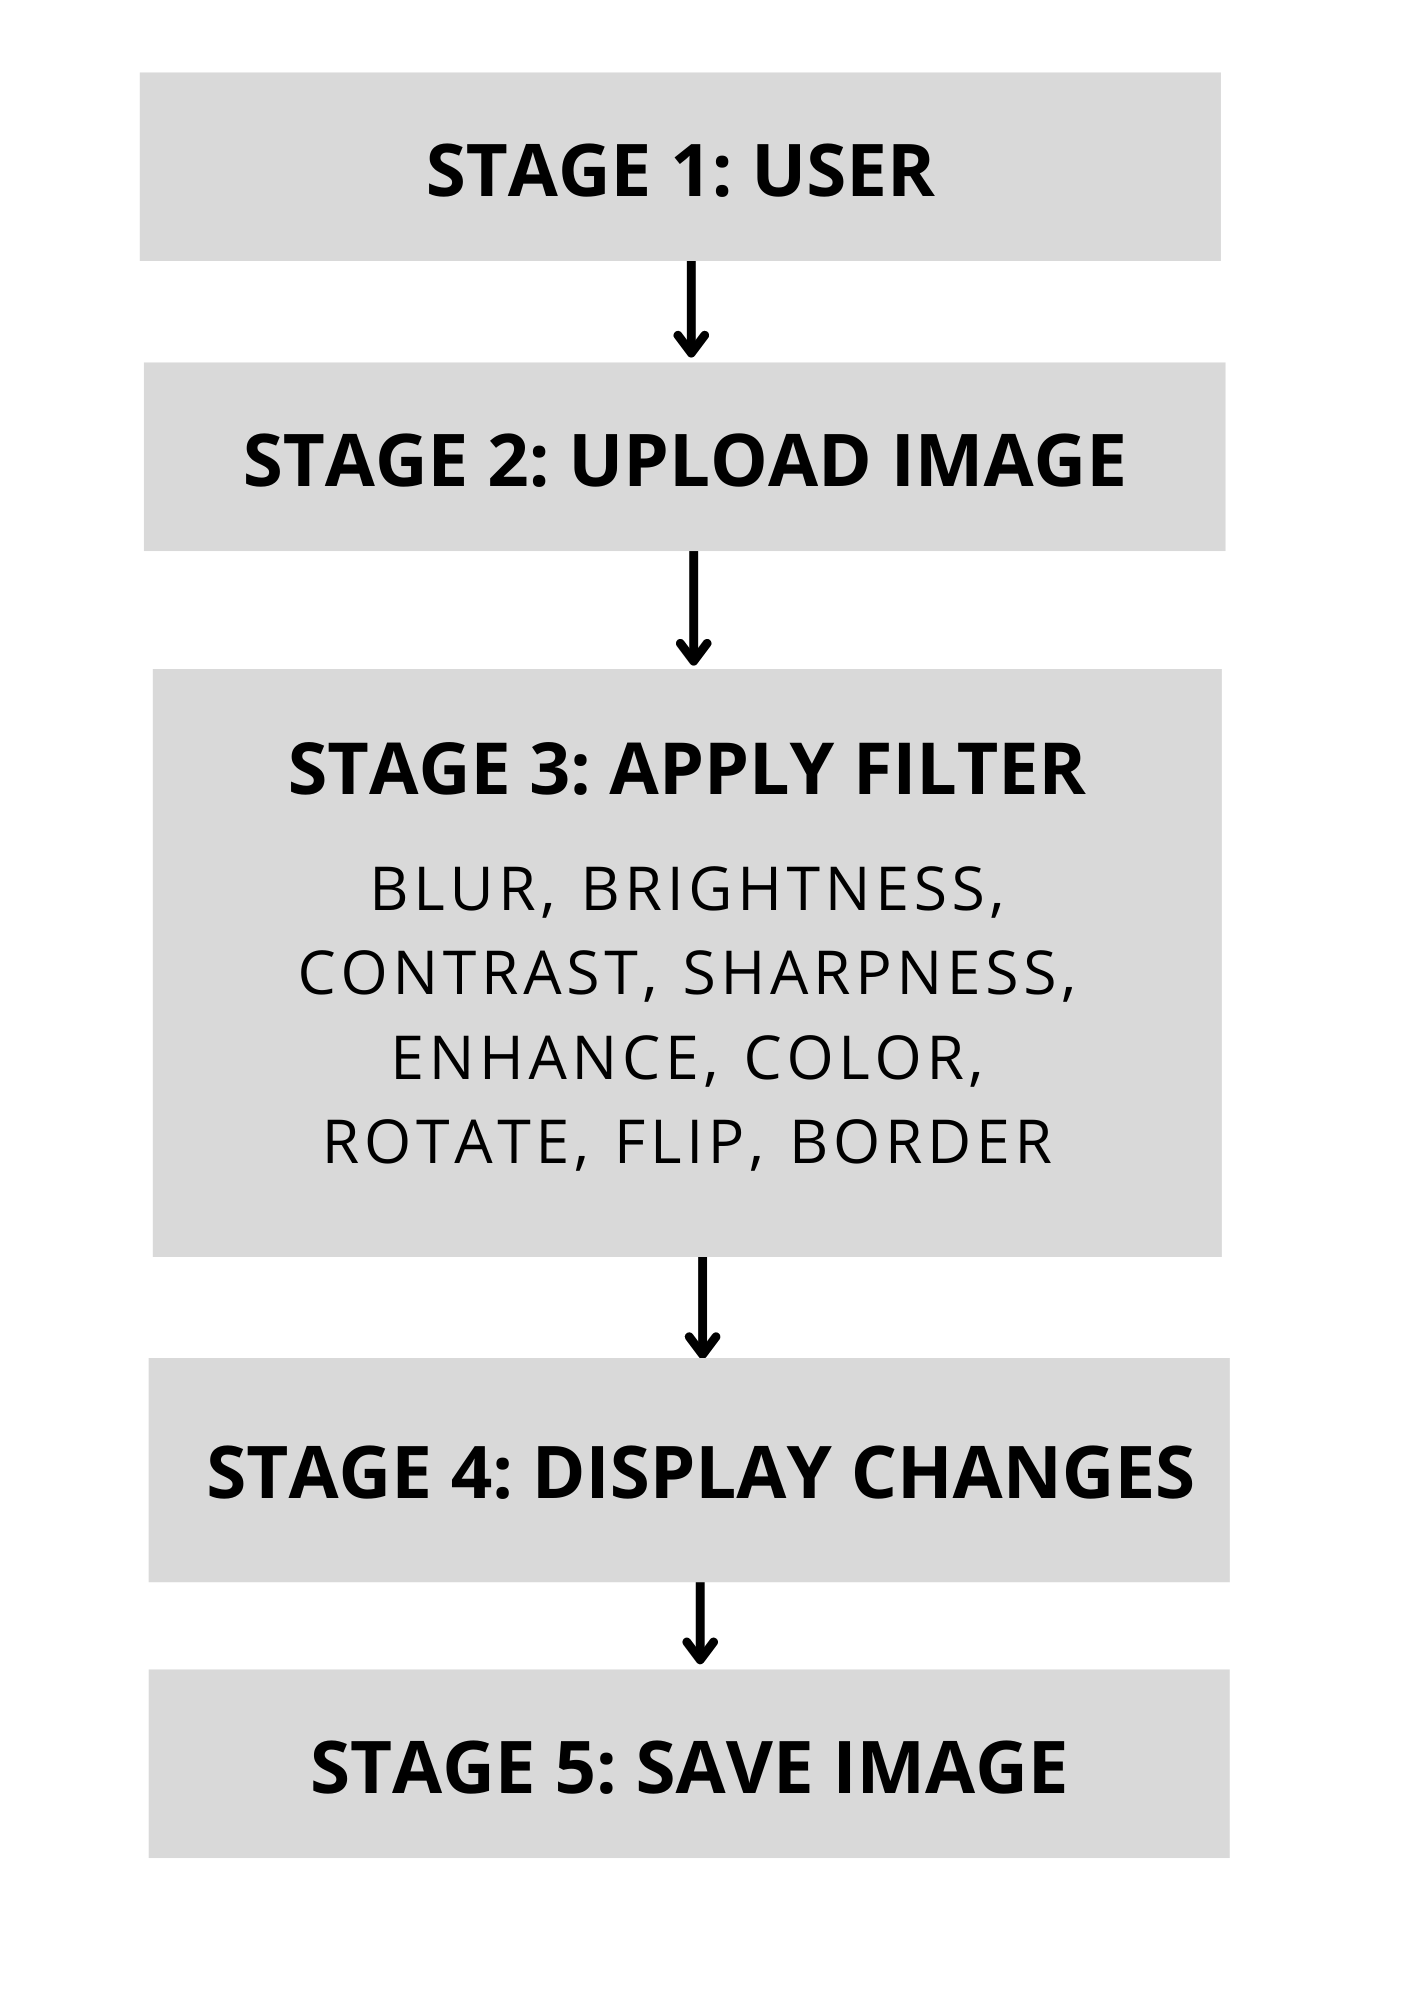 STAGE 1: USER
STAGE 2: UPLOAD IMAGE
STAGE 3: APPLY FILTER
BLUR, BRIGHTNESS,
CONTRAST, SHARPNESS,
ENHANCE, COLOR,
ROTATE, FLIP, BORDER
STAGE 4: DISPLAY CHANGES
STAGE 5: SAVE IMAGE